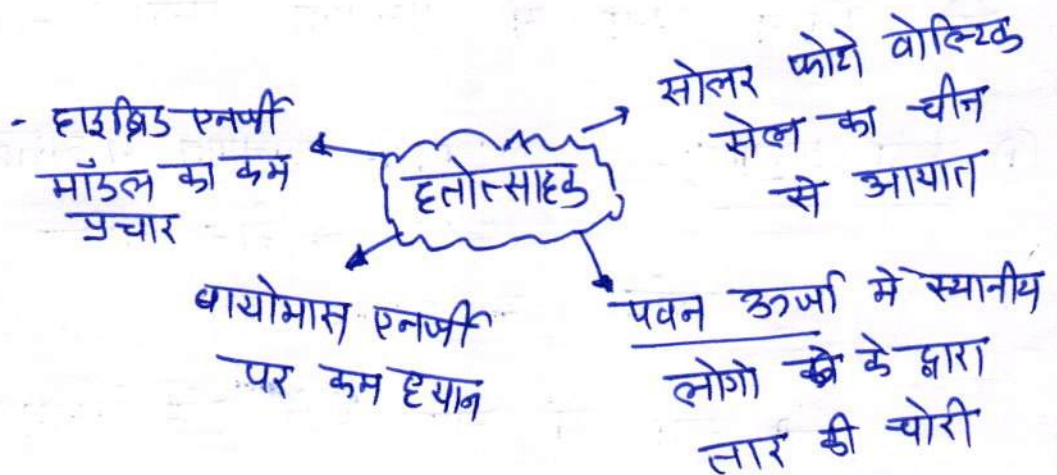 - हाइब्रिड एनर्जी
मॉडल का कम
प्रचार
हतोत्साहक
सोलर फोटो वोल्टिक
सेल का चीन
से आयात
वायोमास एनर्जी
पर कम ध्यान
पवन ऊर्जा मे स्थानीय
लोगो के द्वारा
तार की चोरी